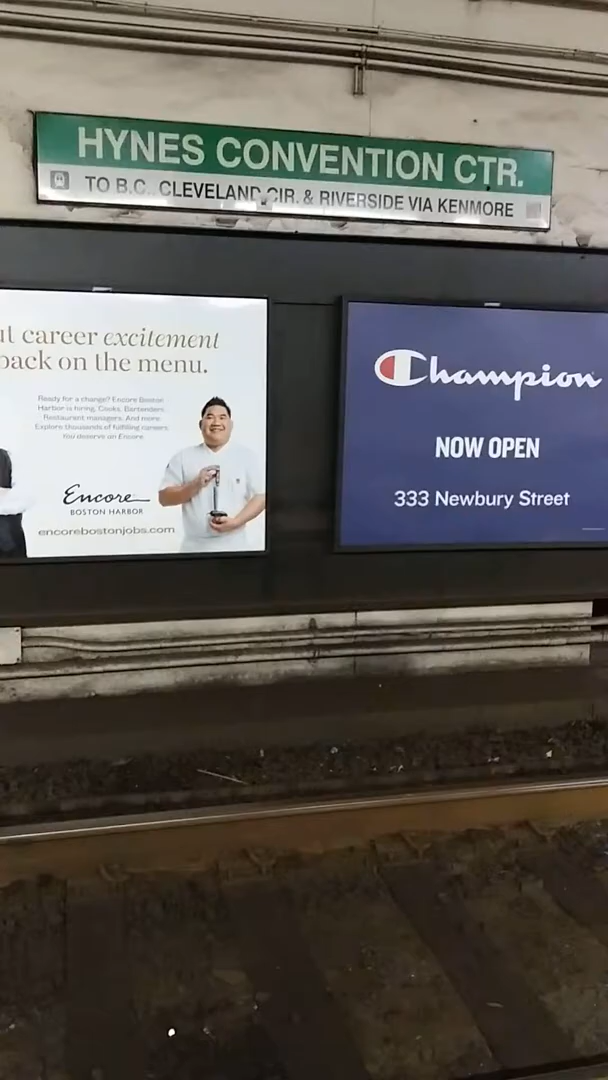 HYNES CONVENTION CTR.
TO B.C., CLEVELAND CIR. & RIVERSIDE VIA KENMORE
ut career excitement
back on the menu.
Ready for a change? Encore Boston
Harbor is hiring. Cooks. Bartenders.
Restaurant managers. And more.
Explore thousands of fulfilling careers.
You deserve an Encore.
Encore
BOSTON HARBOR
encorebostonjobs.com
Champion
NOW OPEN
333 Newbury Street